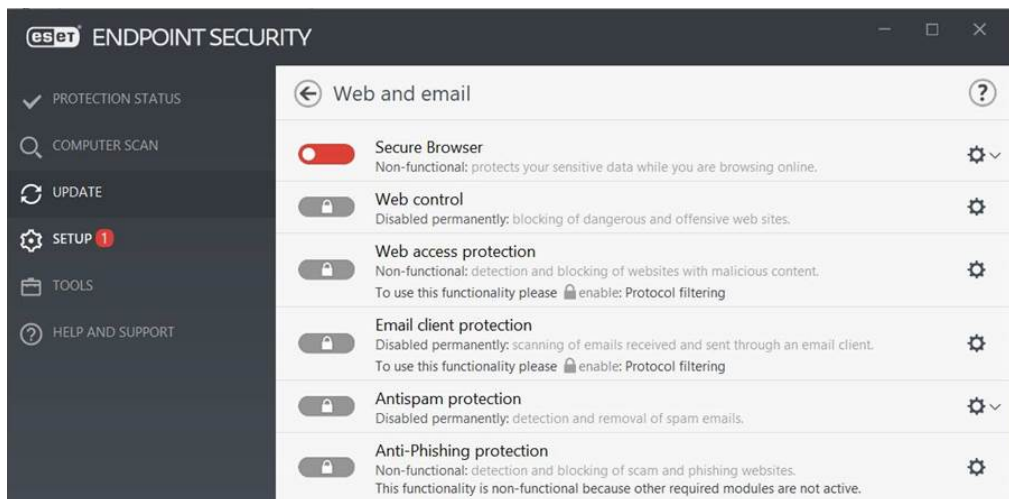 eseT ENDPOINT SECURITY
PROTECTION STATUS
COMPUTER SCAN
UPDATE
SETUP 1
TOOLS
HELP AND SUPPORT
Web and email
?
Secure Browser
Non-functional: protects your sensitive data while you are browsing online.
Web control
Disabled permanently: blocking of dangerous and offensive web sites.
Web access protection
Non-functional: detection and blocking of websites with malicious content.
To use this functionality please enable: Protocol filtering
Email client protection
Disabled permanently: scanning of emails received and sent through an email client.
To use this functionality please enable: Protocol filtering
Antispam protection
Disabled permanently: detection and removal of spam emails.
Anti-Phishing protection
Non-functional: detection and blocking of scam and phishing websites.
This functionality is non-functional because other required modules are not active.